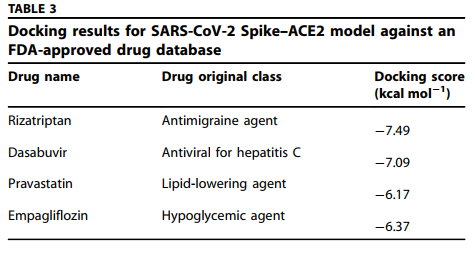 TABLE 3
Docking results for SARS-CoV-2 Spike–ACE2 model against an
FDA-approved drug database
Drug name Drug original class Docking score
(kcal mol⁻¹)
Rizatriptan Antimigraine agent −7.49
Dasabuvir Antiviral for hepatitis C −7.09
Pravastatin Lipid-lowering agent −6.17
Empagliflozin Hypoglycemic agent −6.37